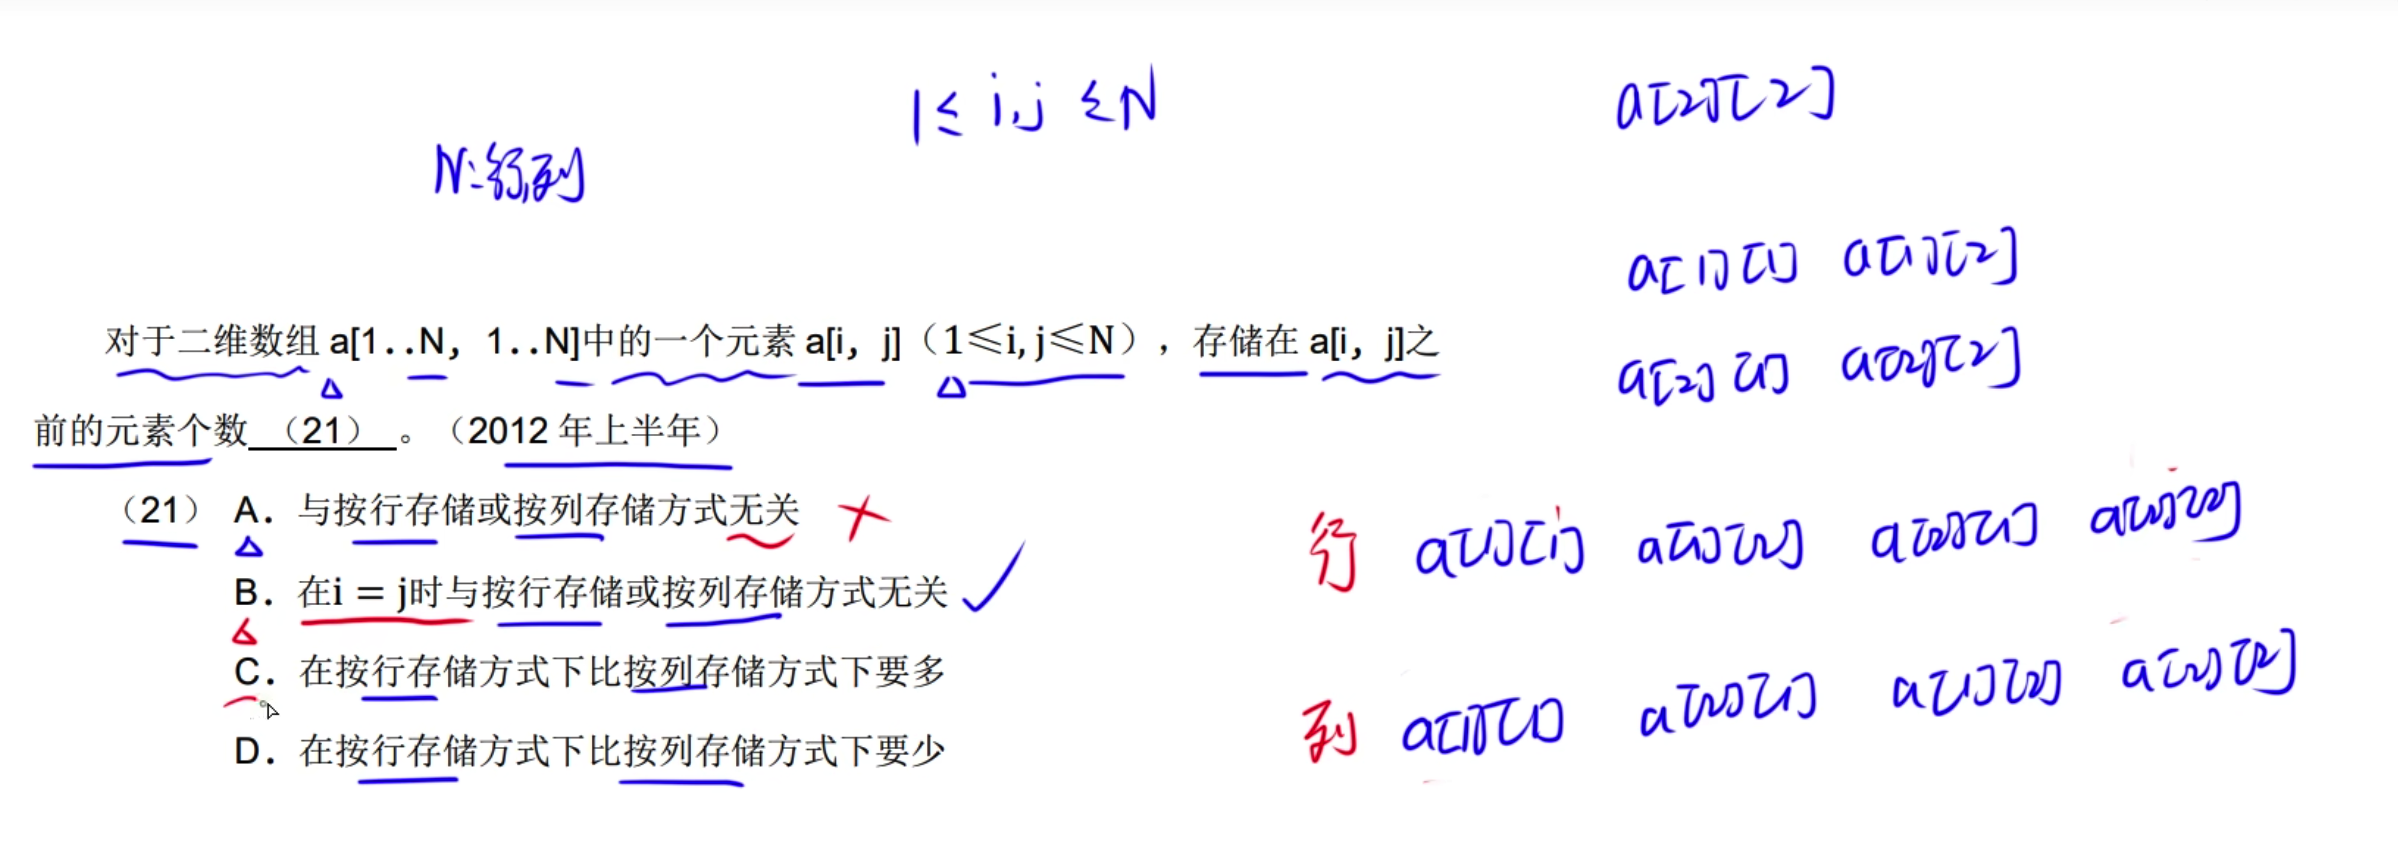 1≤ i,j ≤N
a[2][2]
N:行,列
a[1][1] a[1][2]
对于二维数组 a[1..N，1..N]中的一个元素 a[i，j]（1≤i,j≤N），存储在 a[i，j]之
a[2][1] a[2][2]
前的元素个数 （21） 。（2012 年上半年）
（21） A．与按行存储或按列存储方式无关
行 a[1][1] a[1][2] a[2][1] a[2][2]
B．在i = j时与按行存储或按列存储方式无关
C．在按行存储方式下比按列存储方式下要多
列 a[1][1] a[2][1] a[1][2] a[2][2]
D．在按行存储方式下比按列存储方式下要少